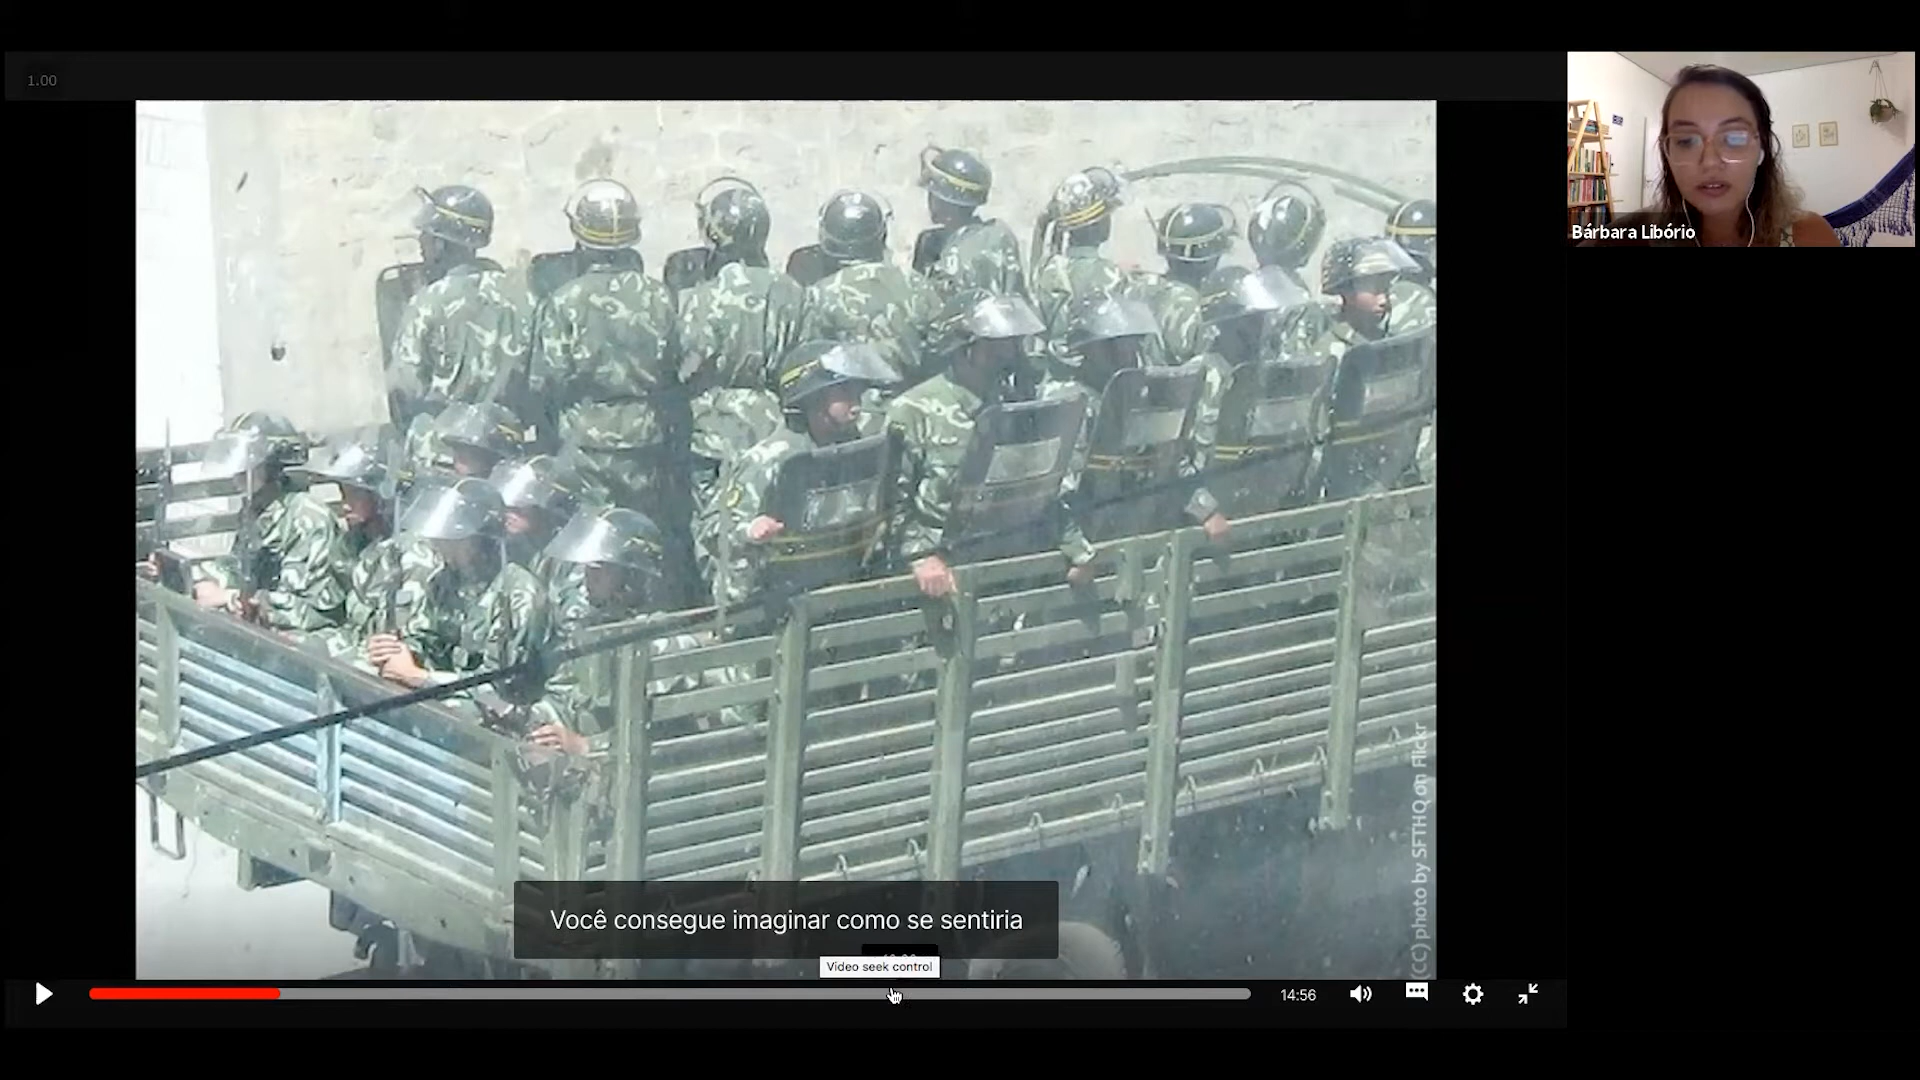 1.00
Bárbara Libório
(CC) photo by SFTHQ on Flickr
Você consegue imaginar como se sentiria
Video seek control
14:56